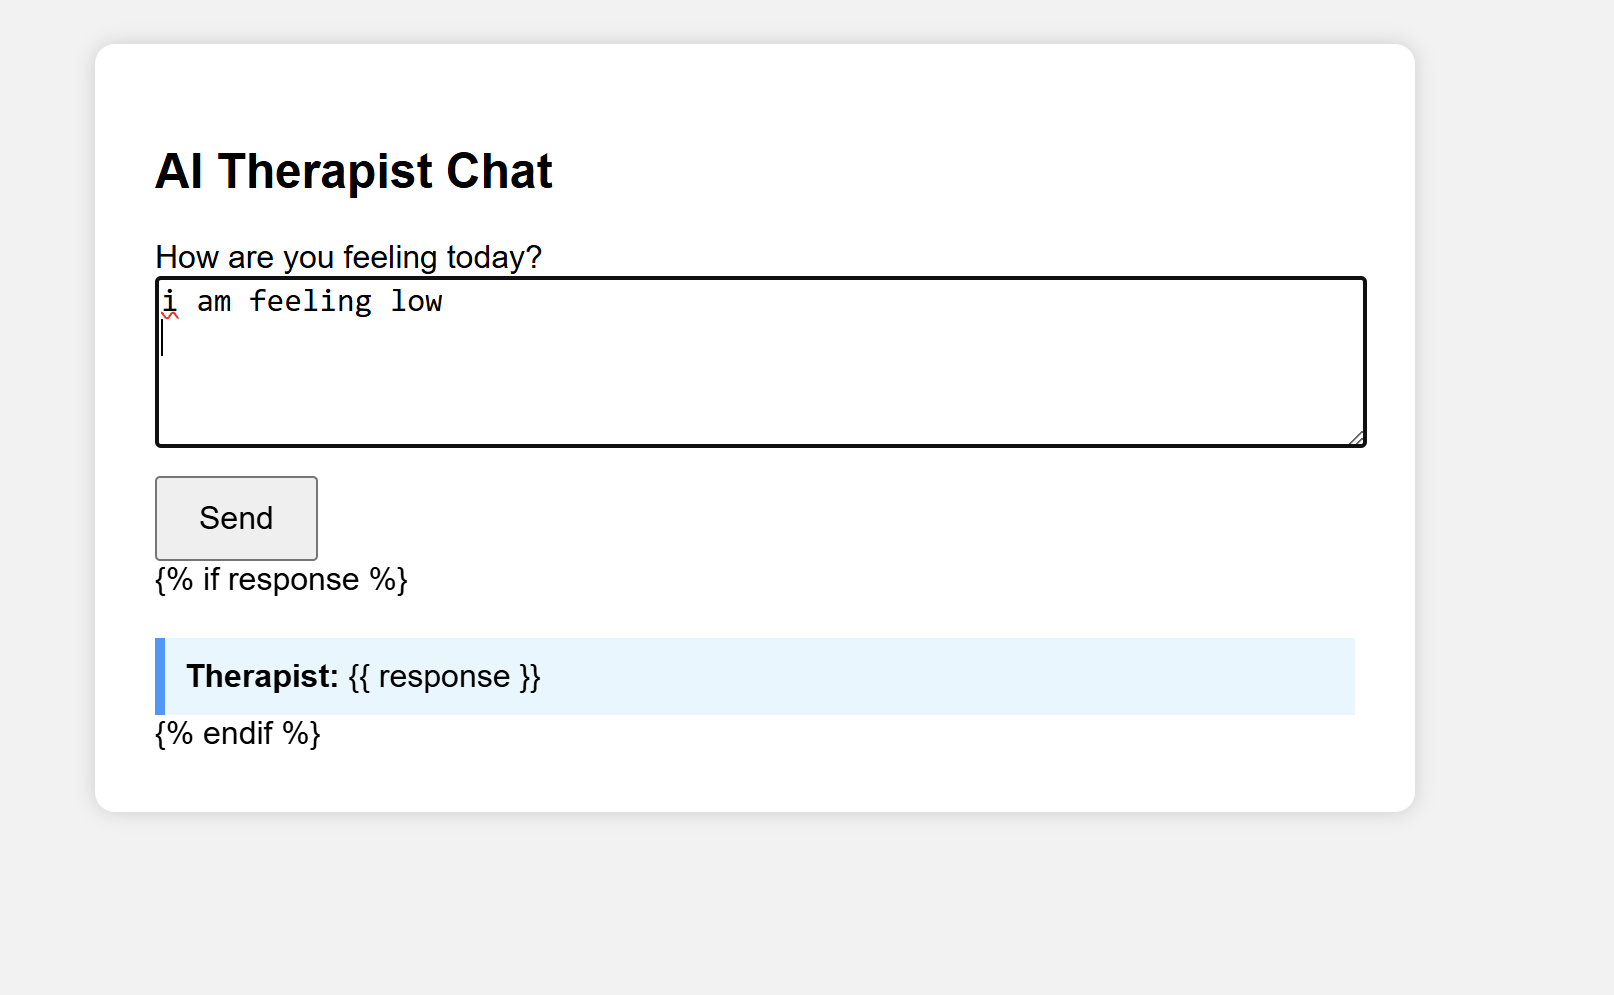 AI Therapist Chat
How are you feeling today?
i am feeling low
Send
{% if response %}
Therapist: {{ response }}
{% endif %}